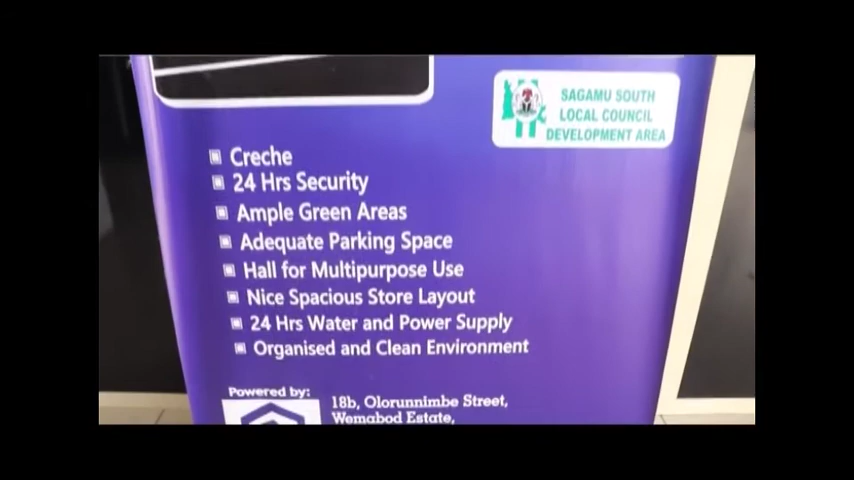 SAGAMU SOUTH
LOCAL COUNCIL
DEVELOPMENT AREA
Creche
24 Hrs Security
Ample Green Areas
Adequate Parking Space
Hall for Multipurpose Use
Nice Spacious Store Layout
24 Hrs Water and Power Supply
Organised and Clean Environment
Powered by:
18b, Olorunnimbe Street,
Wemabod Estate,